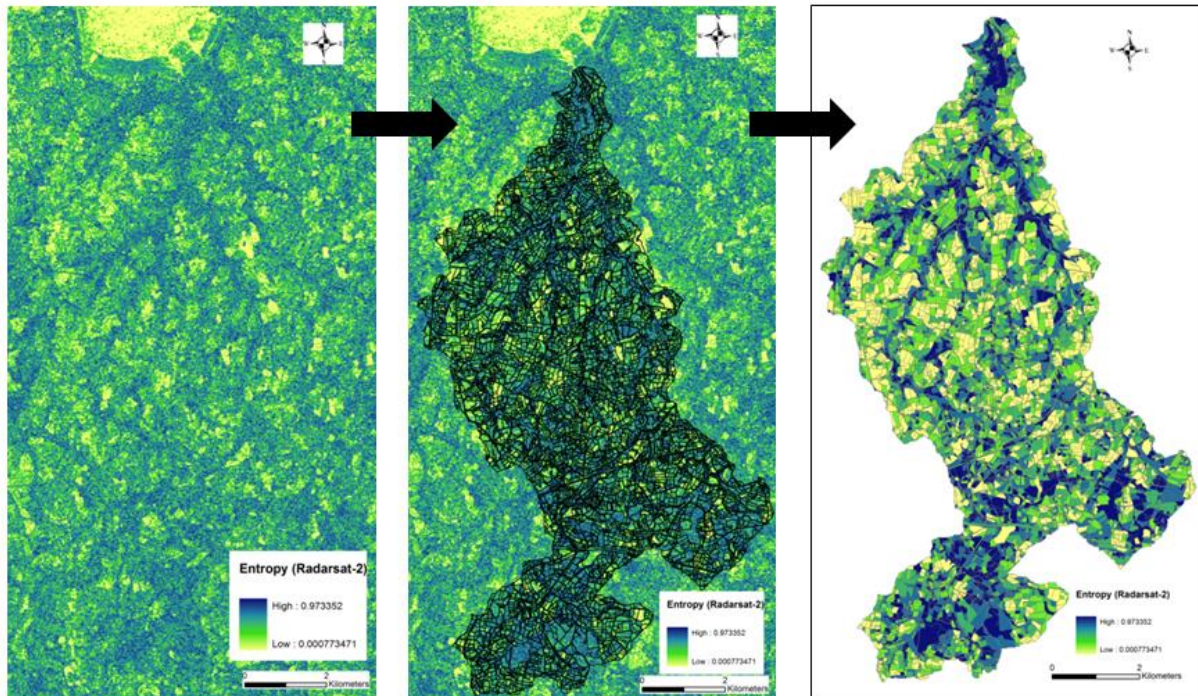 N
W E
S
Entropy (Radarsat-2)
High : 0.973352
Low : 0.000773471
0 2
Kilometers
N
W E
S
Entropy (Radarsat-2)
High : 0.973352
Low : 0.000773471
0 2
Kilometers
N
W E
S
Entropy (Radarsat-2)
High : 0.973352
Low : 0.000773471
0 2
Kilometers